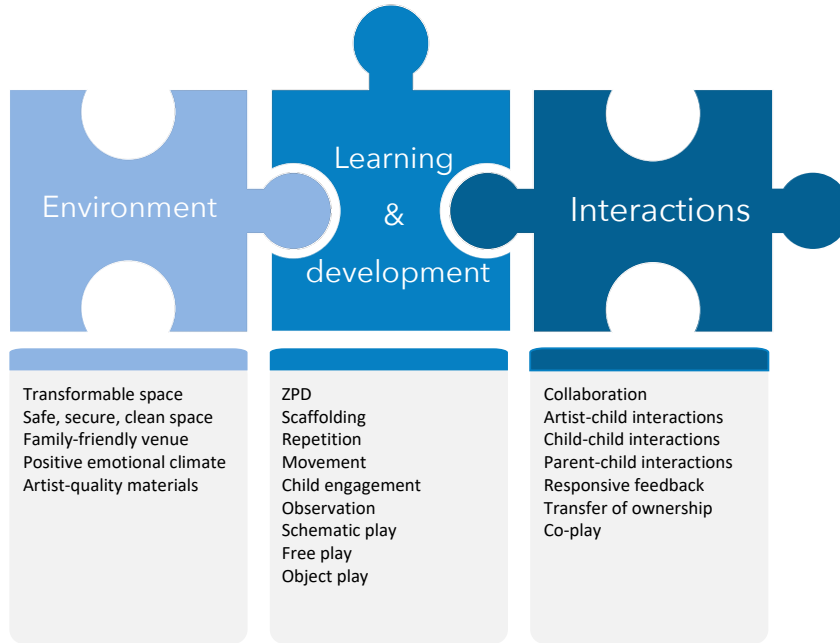 Environment
Learning
&
development
Interactions
Transformable space
Safe, secure, clean space
Family-friendly venue
Positive emotional climate
Artist-quality materials
ZPD
Scaffolding
Repetition
Movement
Child engagement
Observation
Schematic play
Free play
Object play
Collaboration
Artist-child interactions
Child-child interactions
Parent-child interactions
Responsive feedback
Transfer of ownership
Co-play